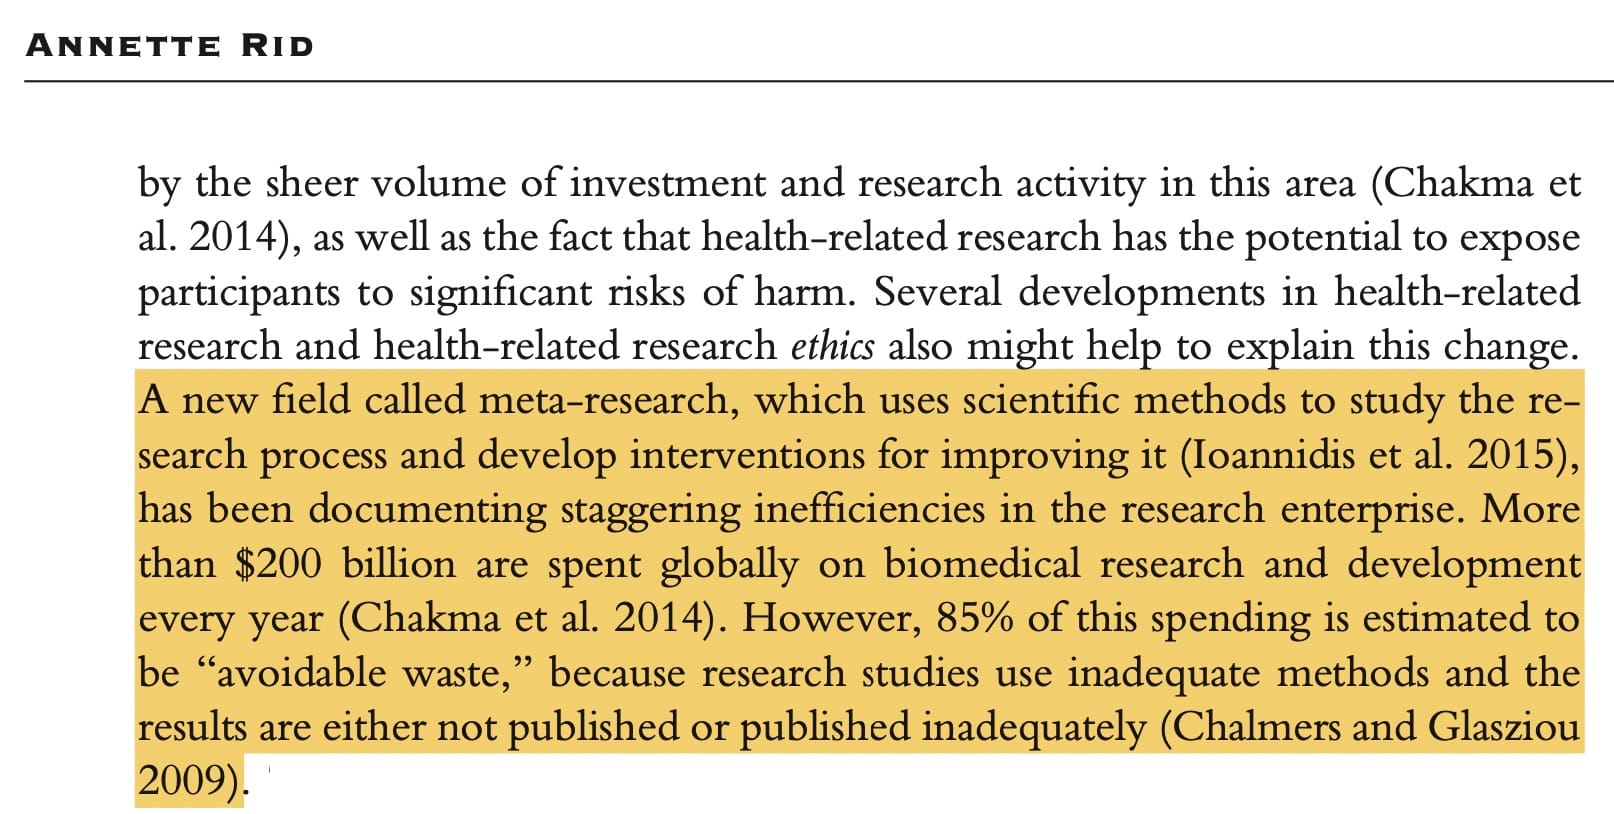 ANNETTE RID
by the sheer volume of investment and research activity in this area (Chakma et
al. 2014), as well as the fact that health-related research has the potential to expose
participants to significant risks of harm. Several developments in health-related
research and health-related research ethics also might help to explain this change.
A new field called meta-research, which uses scientific methods to study the re-
search process and develop interventions for improving it (Ioannidis et al. 2015),
has been documenting staggering inefficiencies in the research enterprise. More
than $200 billion are spent globally on biomedical research and development
every year (Chakma et al. 2014). However, 85% of this spending is estimated to
be “avoidable waste,” because research studies use inadequate methods and the
results are either not published or published inadequately (Chalmers and Glasziou
2009).